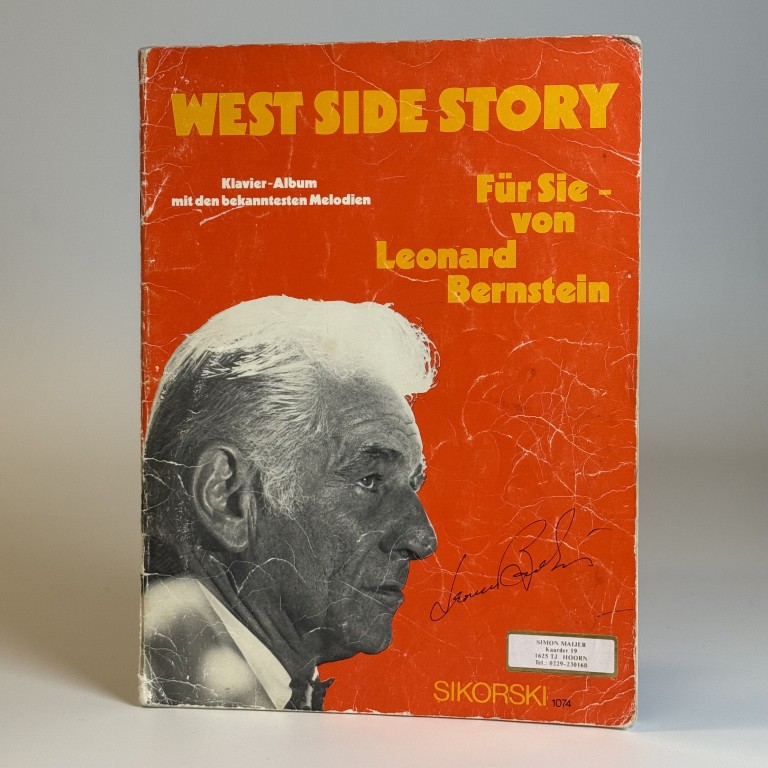 WEST SIDE STORY
Klavier-Album
mit den bekanntesten Melodien
Für Sie -
von
Leonard
Bernstein
SIMON MAIJER
Kaarder 19
1625 TJ HOORN
Tel.: 0229-230160
SIKORSKI 1074